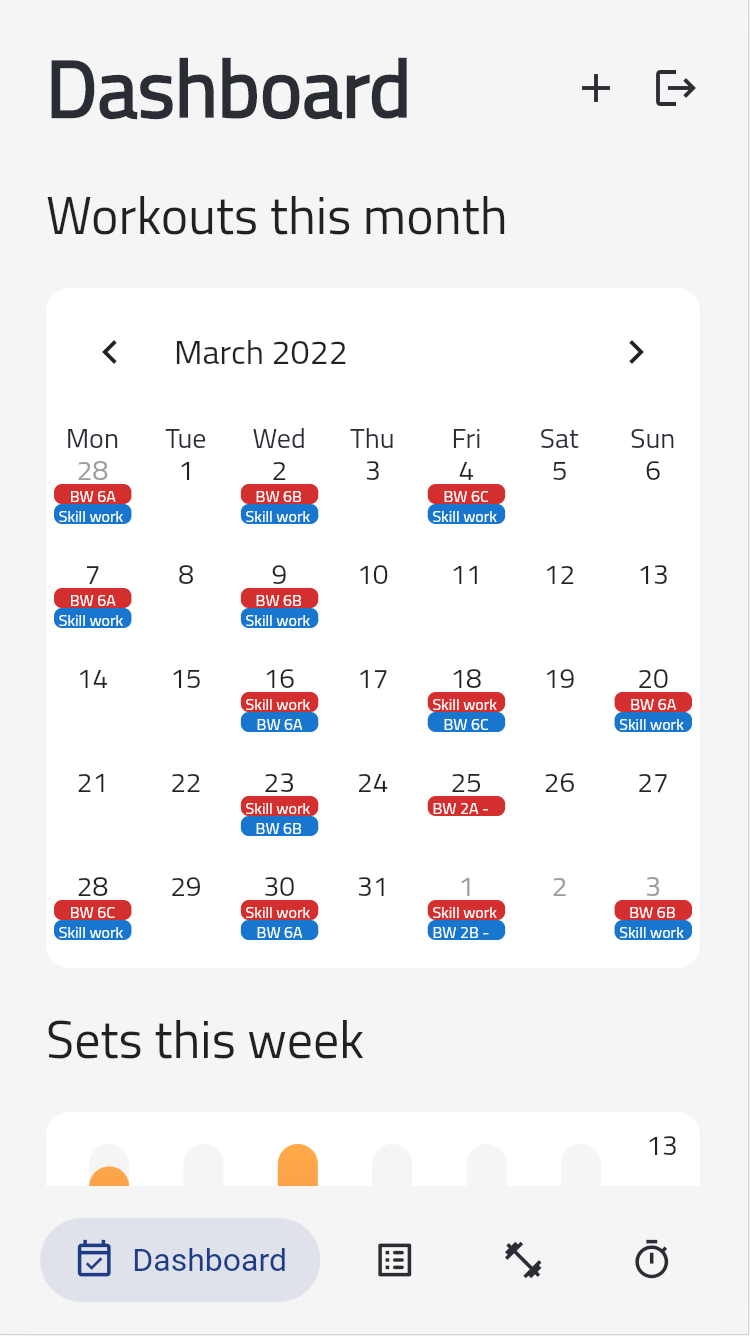 Dashboard
Workouts this month
March 2022
Mon Tue Wed Thu Fri Sat Sun
28 1 2 3 4 5 6
BW 6A BW 6B BW 6C
Skill work Skill work Skill work
7 8 9 10 11 12 13
BW 6A BW 6B
Skill work Skill work
14 15 16 17 18 19 20
Skill work Skill work BW 6A
BW 6A BW 6C Skill work
21 22 23 24 25 26 27
Skill work BW 2A -
BW 6B
28 29 30 31 1 2 3
BW 6C Skill work Skill work BW 6B
Skill work BW 6A BW 2B - Skill work
Sets this week
13
Dashboard